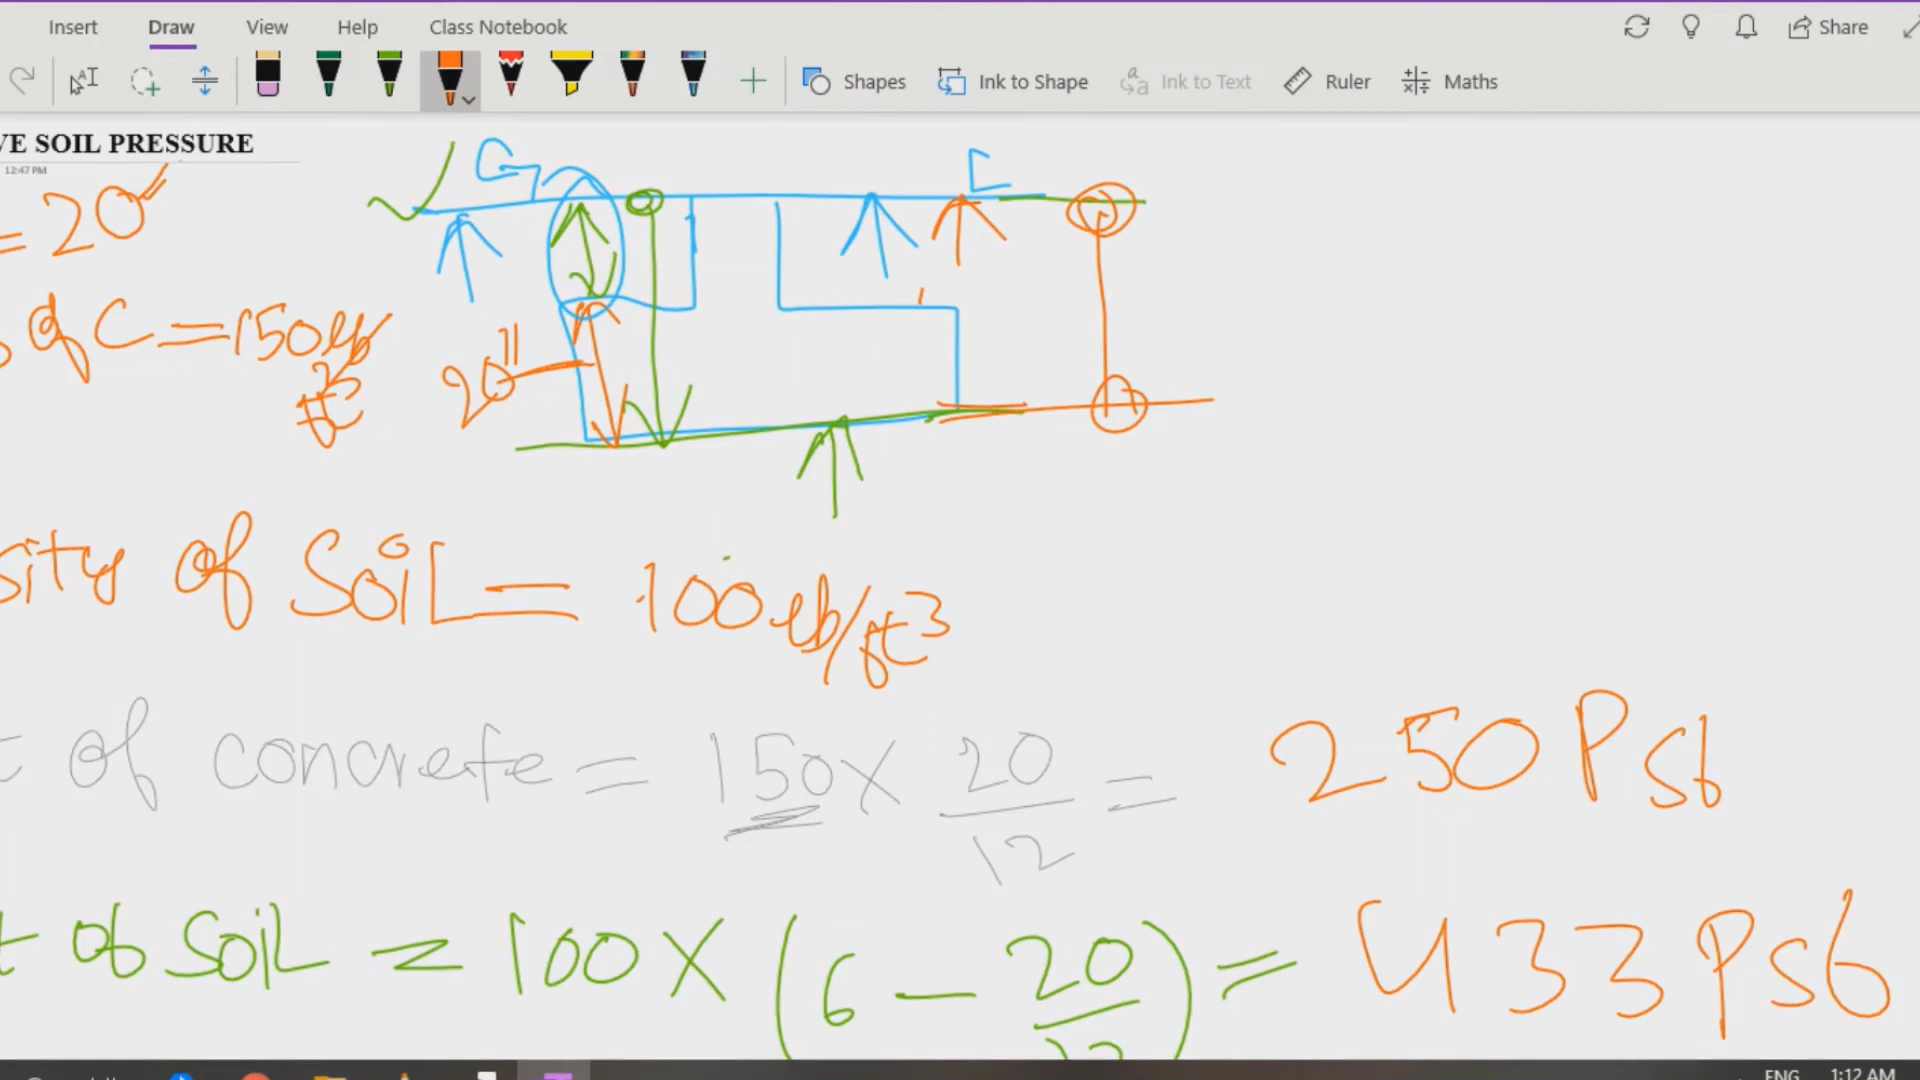 Insert Draw View Help Class Notebook Share
Shapes Ink to Shape Ink to Text Ruler Maths
VE SOIL PRESSURE
12:47 PM
= 20
of C = 150 lb
ft3
20"
sity of SOiL = 100 lb/ft3
t of concrete = 150 X 20/12 = 250 Psf
t of SOiL = 100 X (6 - 20/12) = 433 Psf
ENG 1:12 AM